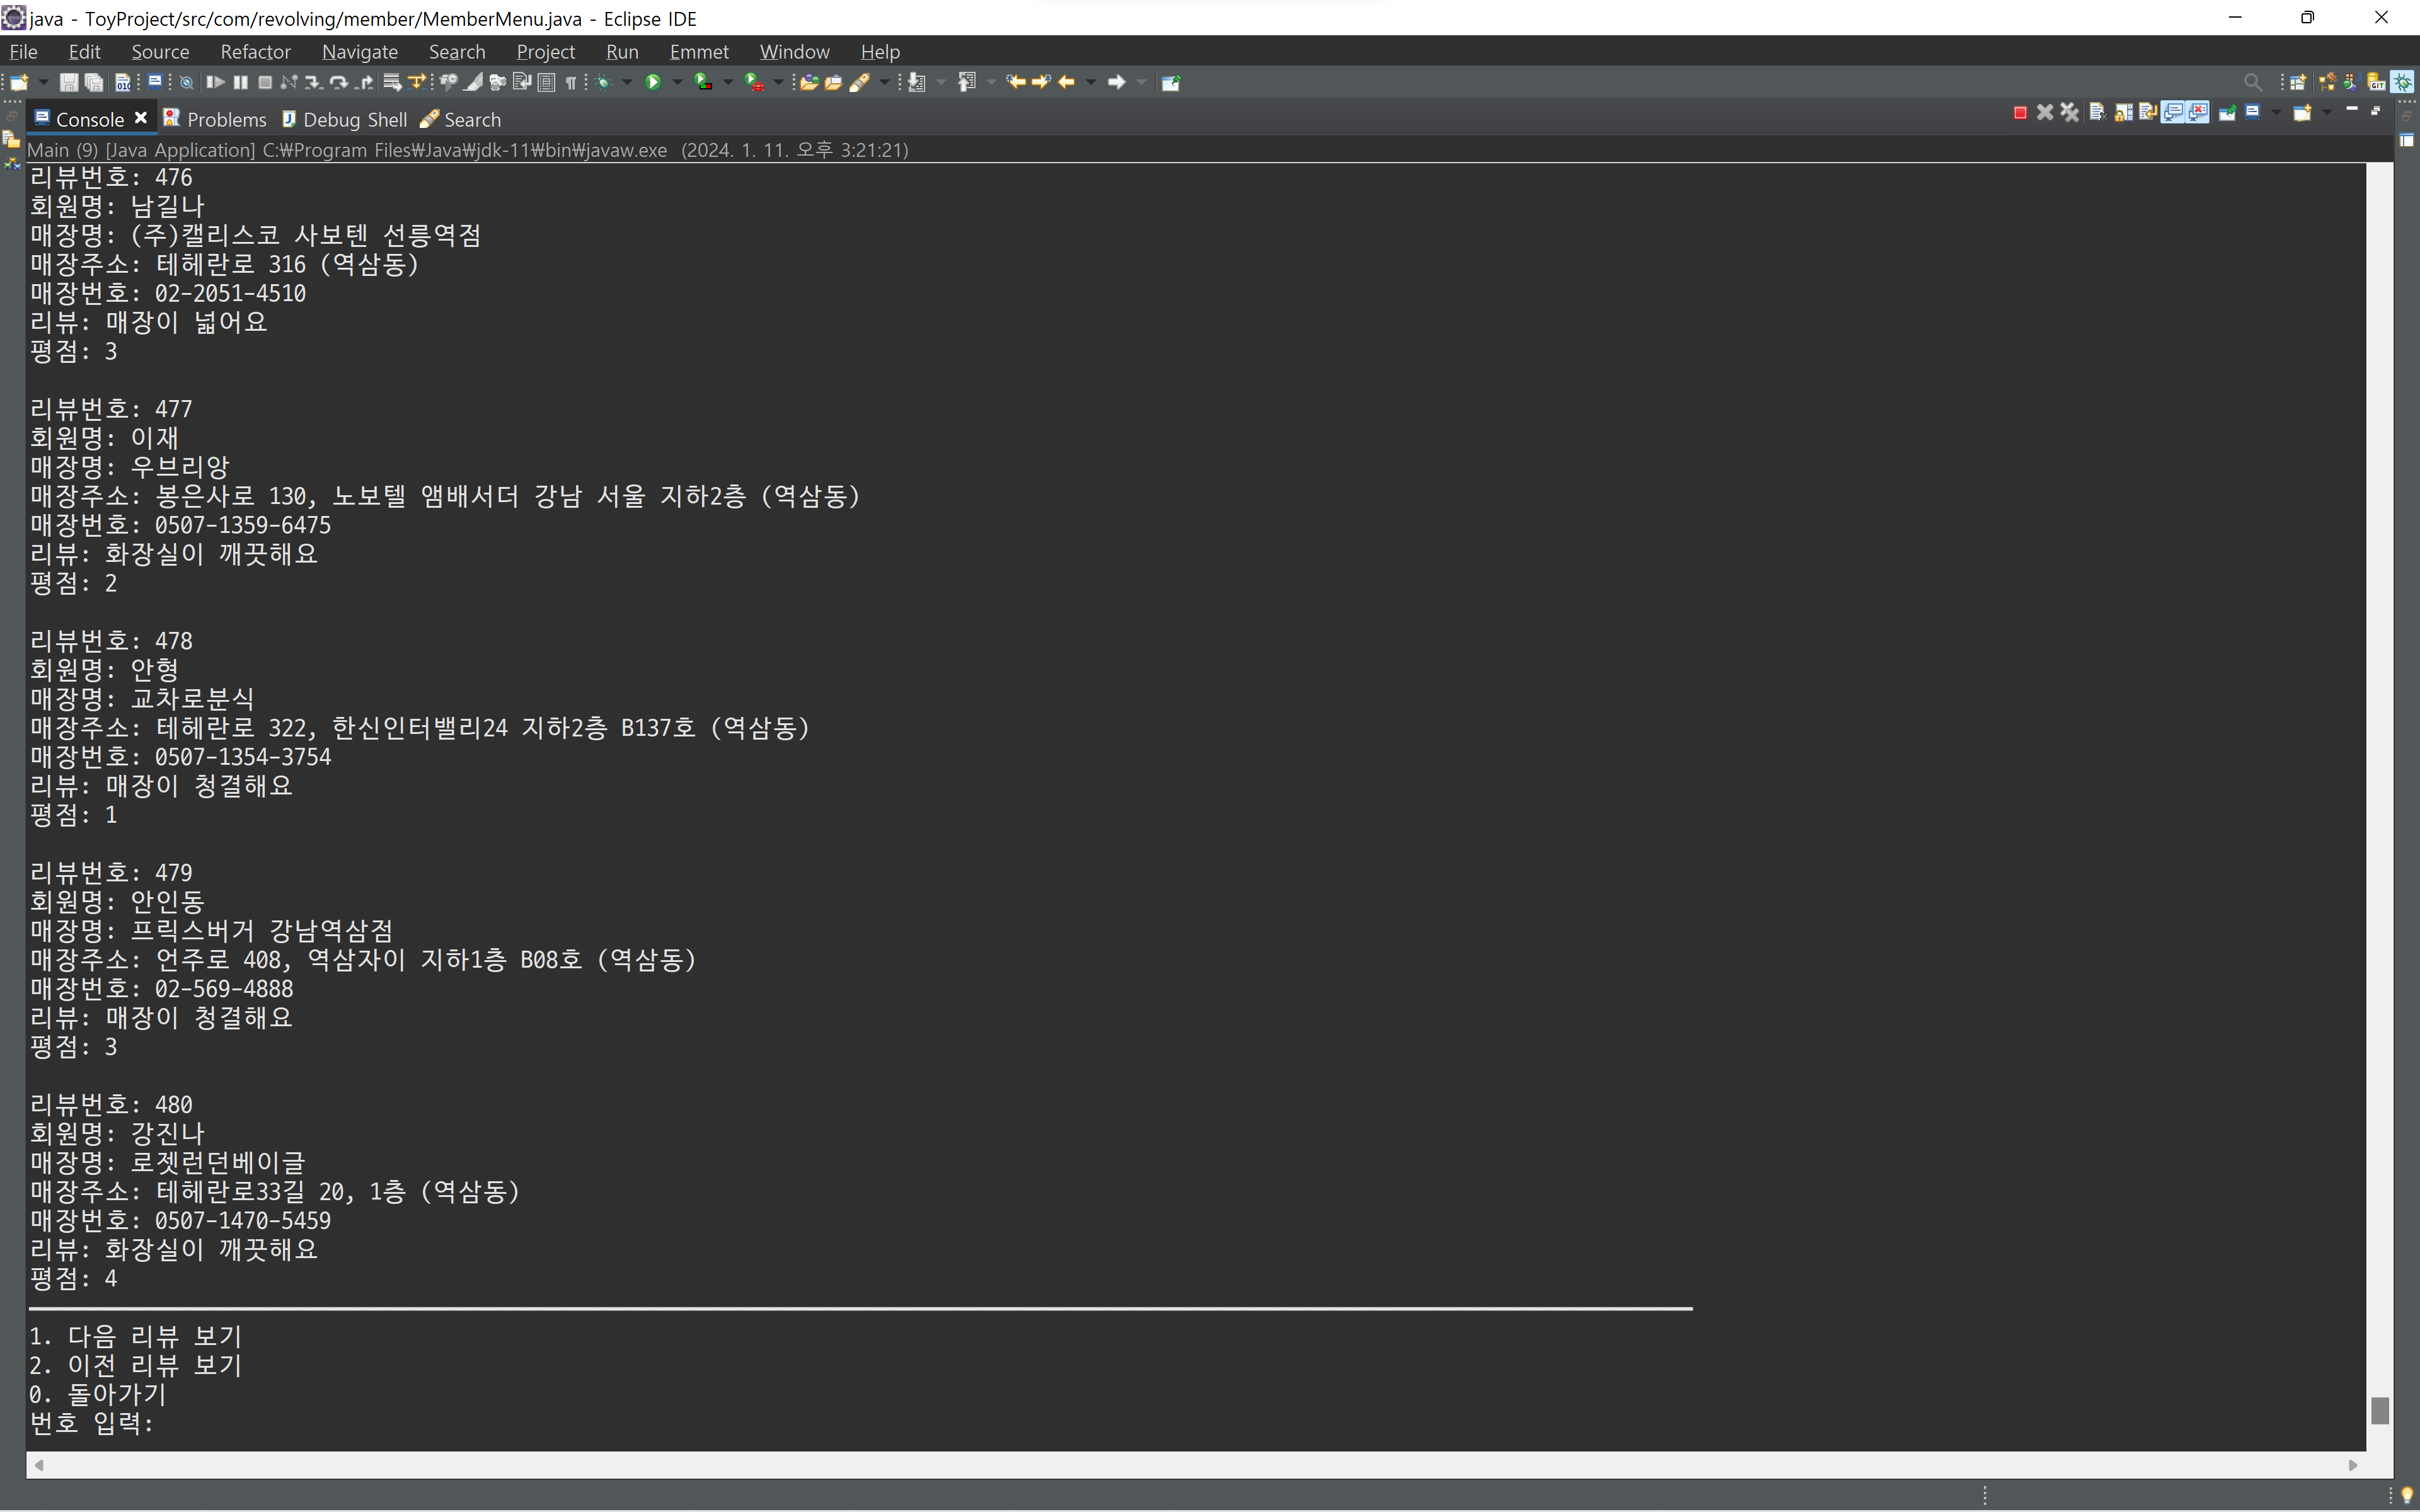 java - ToyProject/src/com/revolving/member/MemberMenu.java - Eclipse IDE
File Edit Source Refactor Navigate Search Project Run Emmet Window Help
Console Problems Debug Shell Search
Main (9) [Java Application] C:₩Program Files₩Java₩jdk-11₩bin₩javaw.exe (2024. 1. 11. 오후 3:21:21)
리뷰번호: 476
회원명: 남길나
매장명: (주)캘리스코 사보텐 선릉역점
매장주소: 테헤란로 316 (역삼동)
매장번호: 02-2051-4510
리뷰: 매장이 넓어요
평점: 3
리뷰번호: 477
회원명: 이재
매장명: 우브리앙
매장주소: 봉은사로 130, 노보텔 앰배서더 강남 서울 지하2층 (역삼동)
매장번호: 0507-1359-6475
리뷰: 화장실이 깨끗해요
평점: 2
리뷰번호: 478
회원명: 안형
매장명: 교차로분식
매장주소: 테헤란로 322, 한신인터밸리24 지하2층 B137호 (역삼동)
매장번호: 0507-1354-3754
리뷰: 매장이 청결해요
평점: 1
리뷰번호: 479
회원명: 안인동
매장명: 프릭스버거 강남역삼점
매장주소: 언주로 408, 역삼자이 지하1층 B08호 (역삼동)
매장번호: 02-569-4888
리뷰: 매장이 청결해요
평점: 3
리뷰번호: 480
회원명: 강진나
매장명: 로젯런던베이글
매장주소: 테헤란로33길 20, 1층 (역삼동)
매장번호: 0507-1470-5459
리뷰: 화장실이 깨끗해요
평점: 4
1. 다음 리뷰 보기
2. 이전 리뷰 보기
0. 돌아가기
번호 입력: